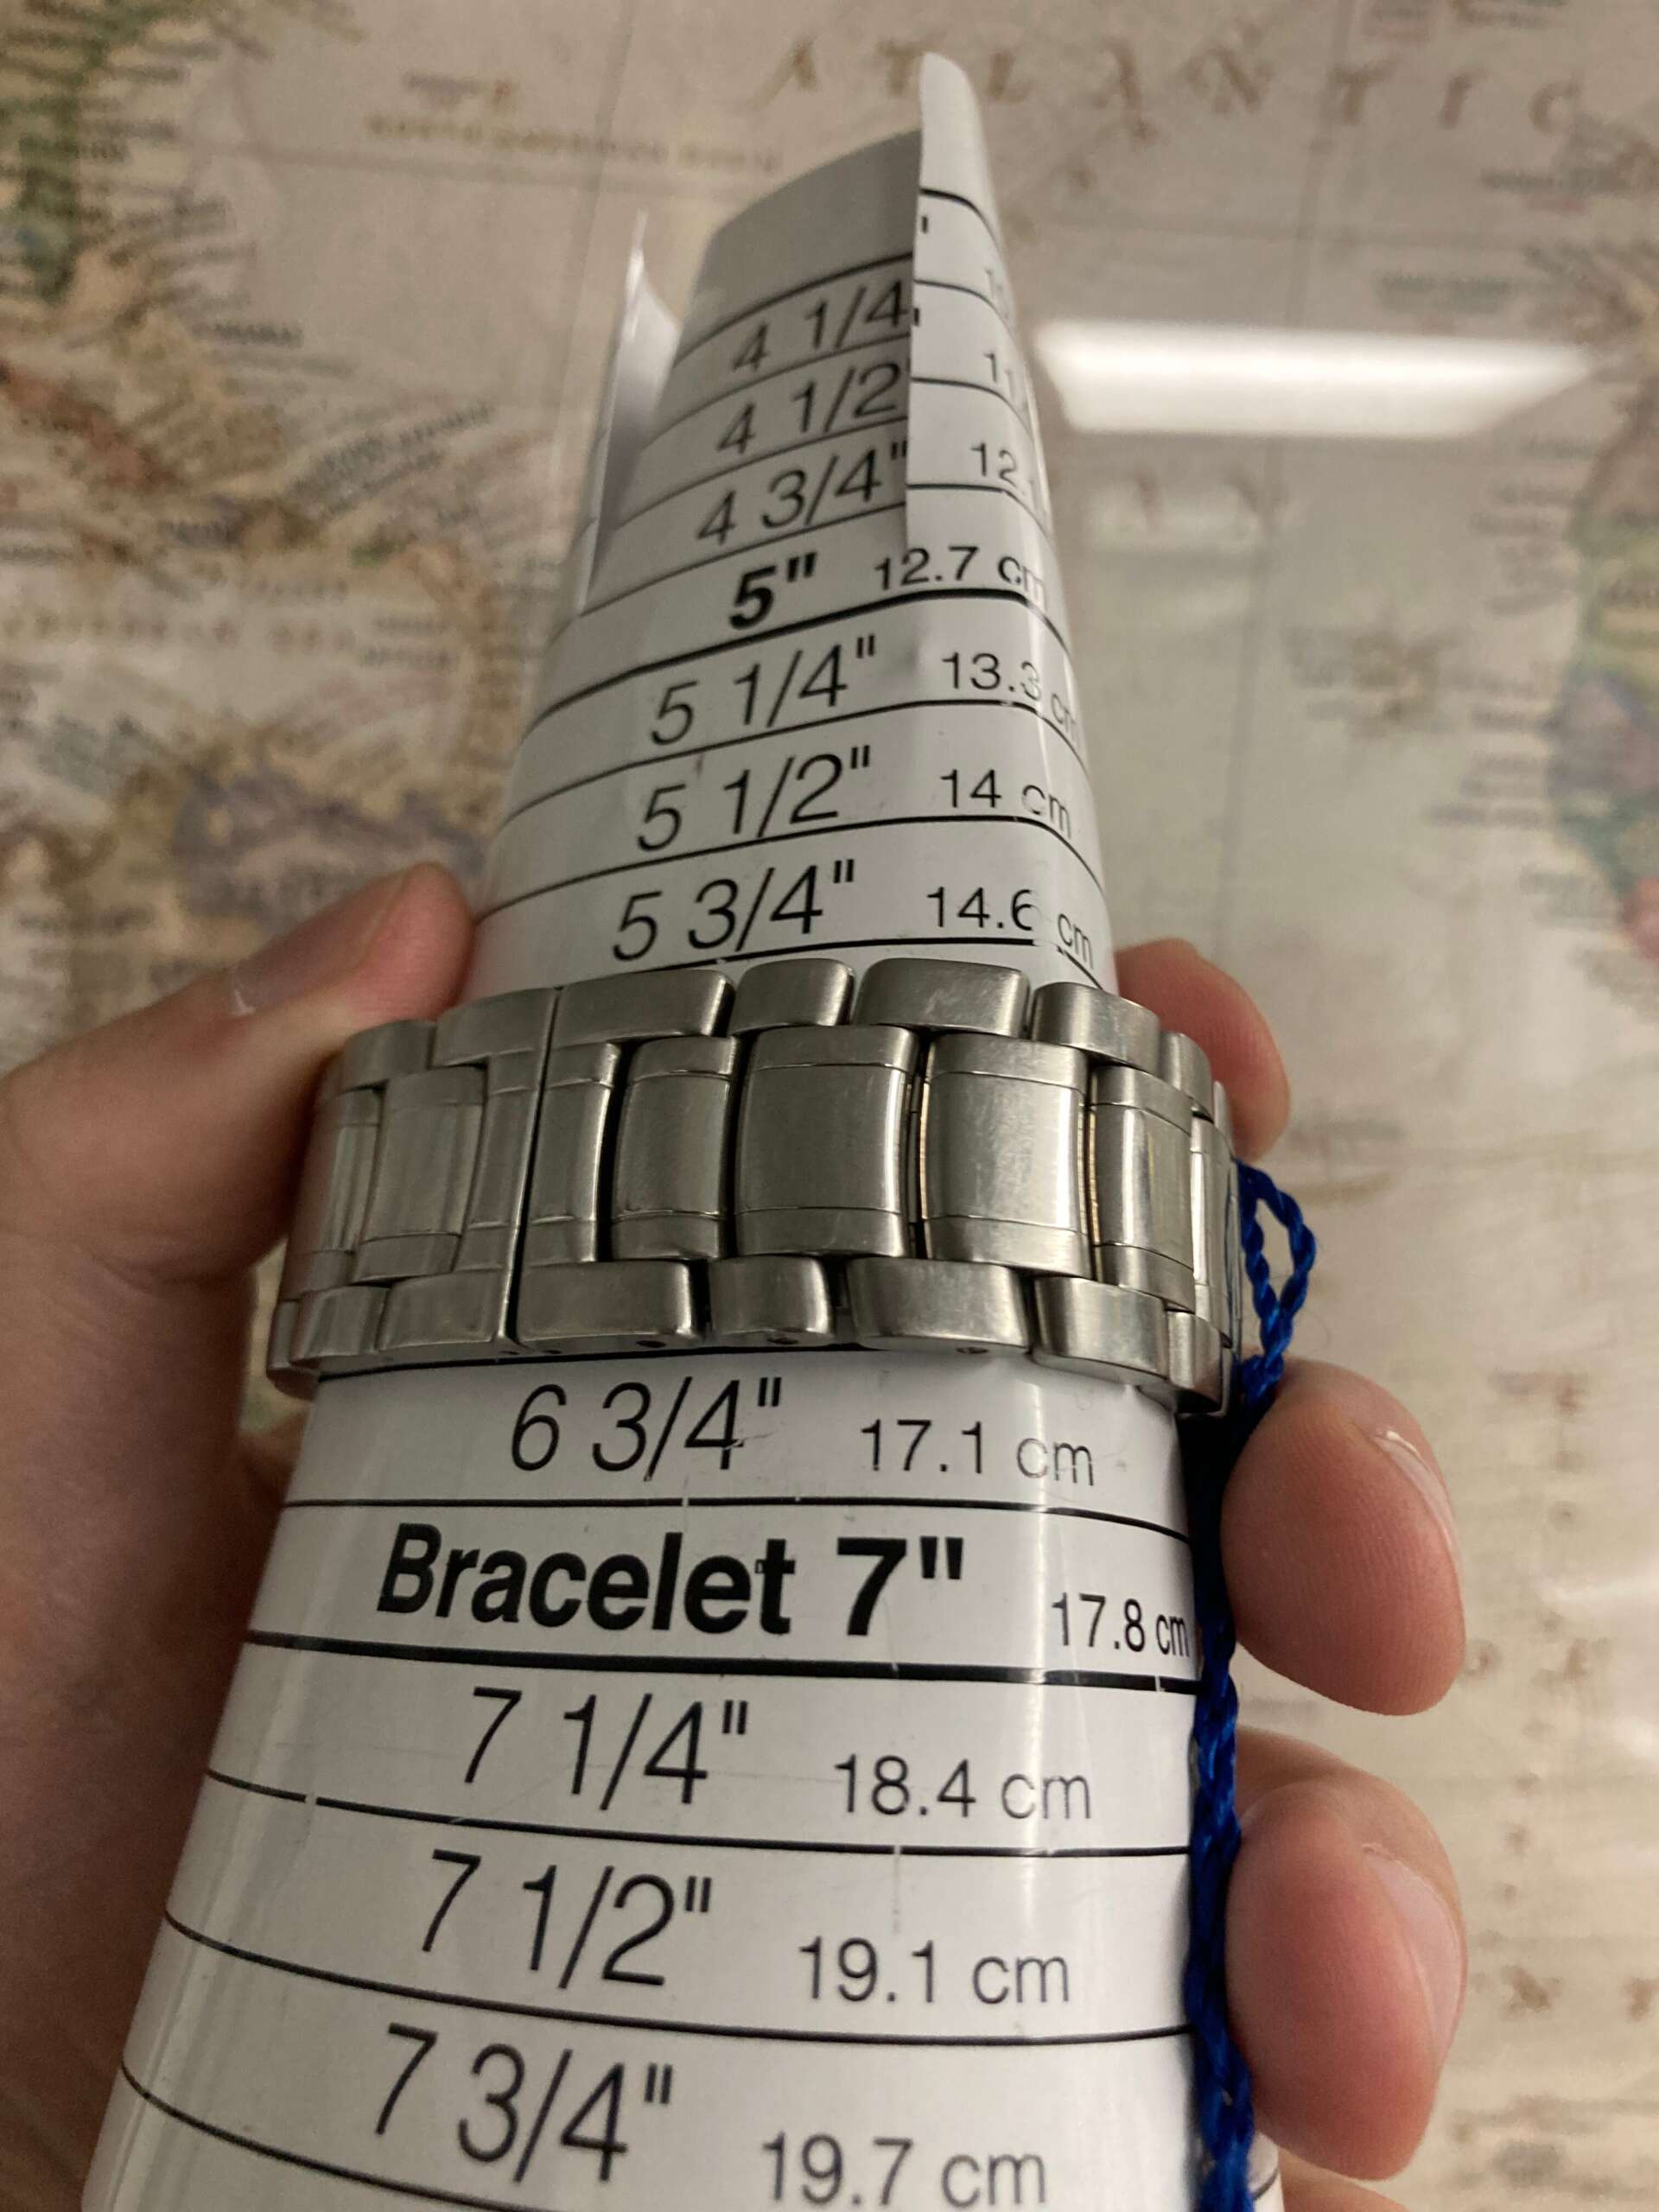 ATLANTIC
4 1/4
4 1/2
4 3/4"
5" 12.7 cm
5 1/4" 13.3 cm
5 1/2" 14 cm
5 3/4" 14.6 cm
6 3/4" 17.1 cm
Bracelet 7" 17.8 cm
7 1/4" 18.4 cm
7 1/2" 19.1 cm
7 3/4" 19.7 cm